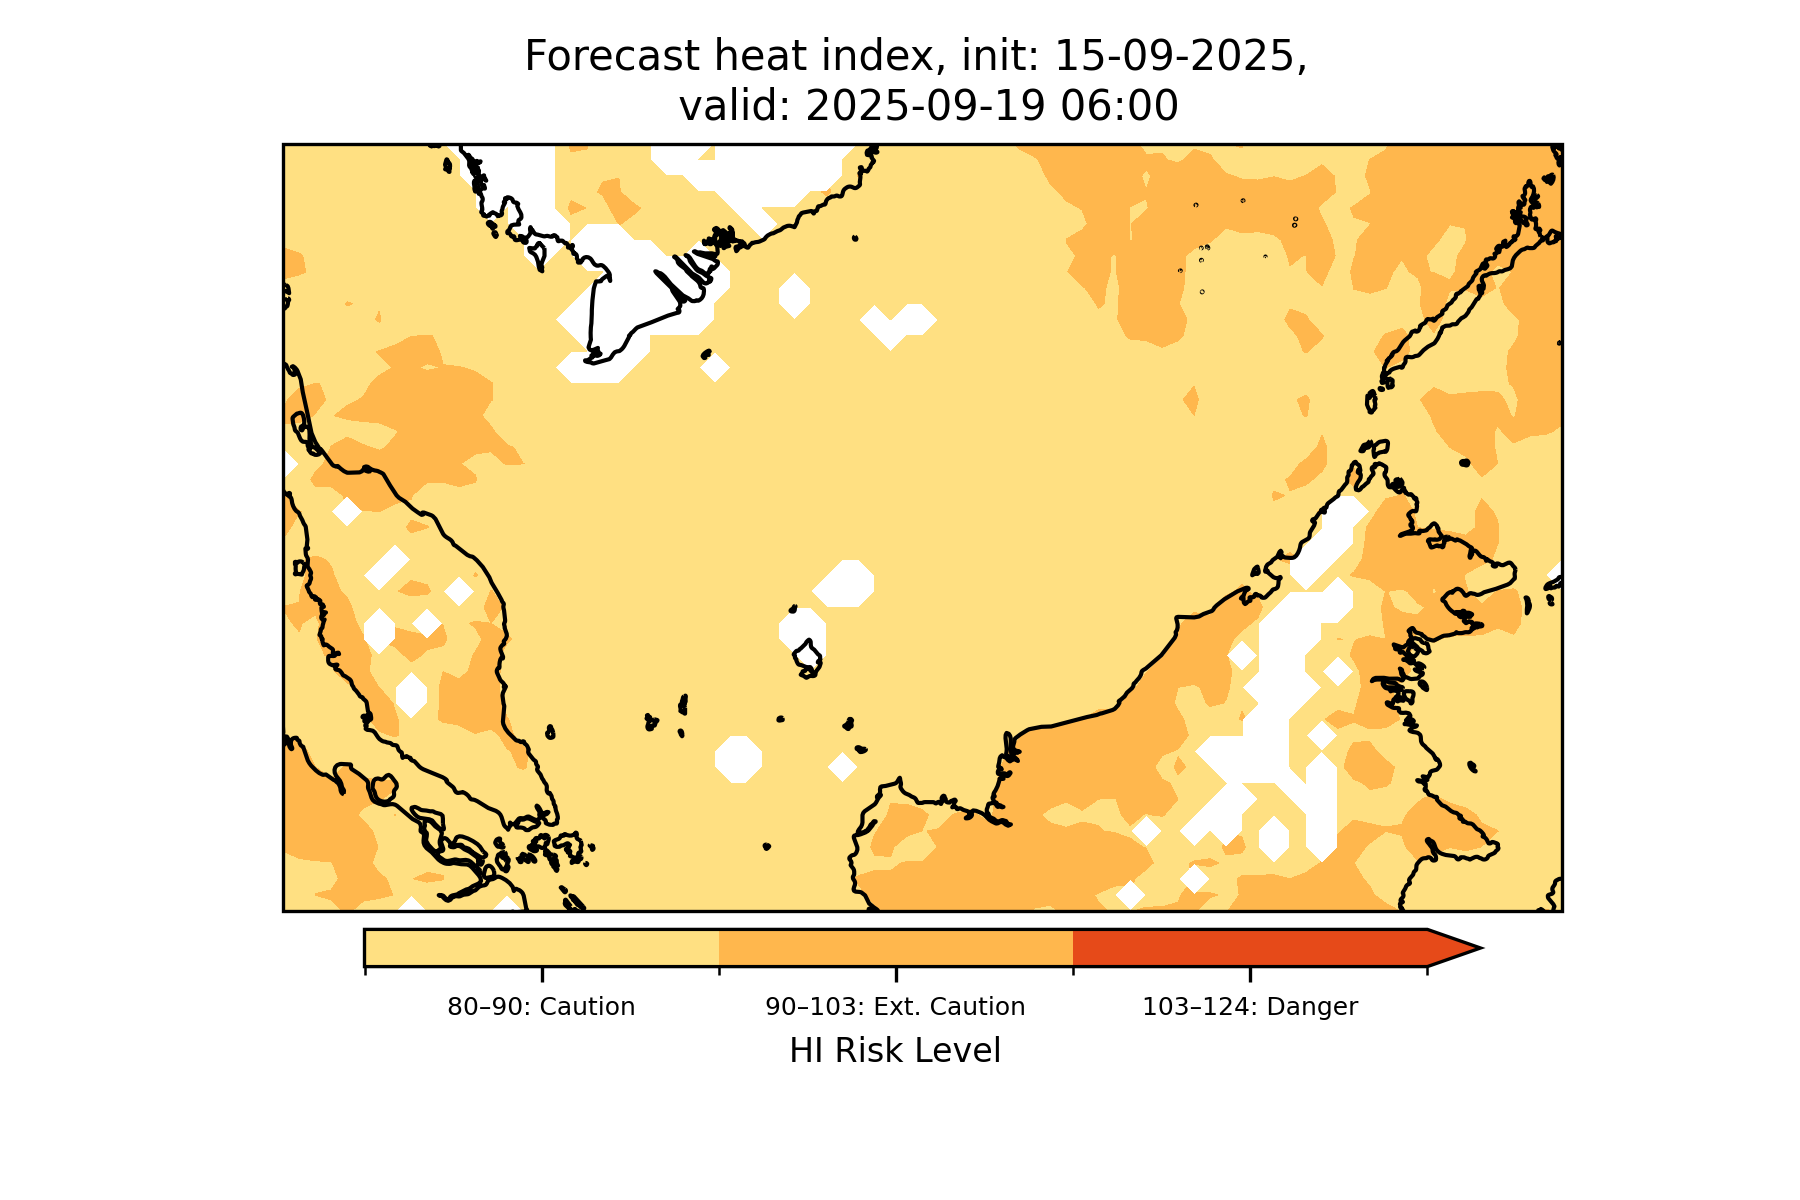 Forecast heat index, init: 15-09-2025,
valid: 2025-09-19 06:00
80–90: Caution
90–103: Ext. Caution
103–124: Danger
HI Risk Level